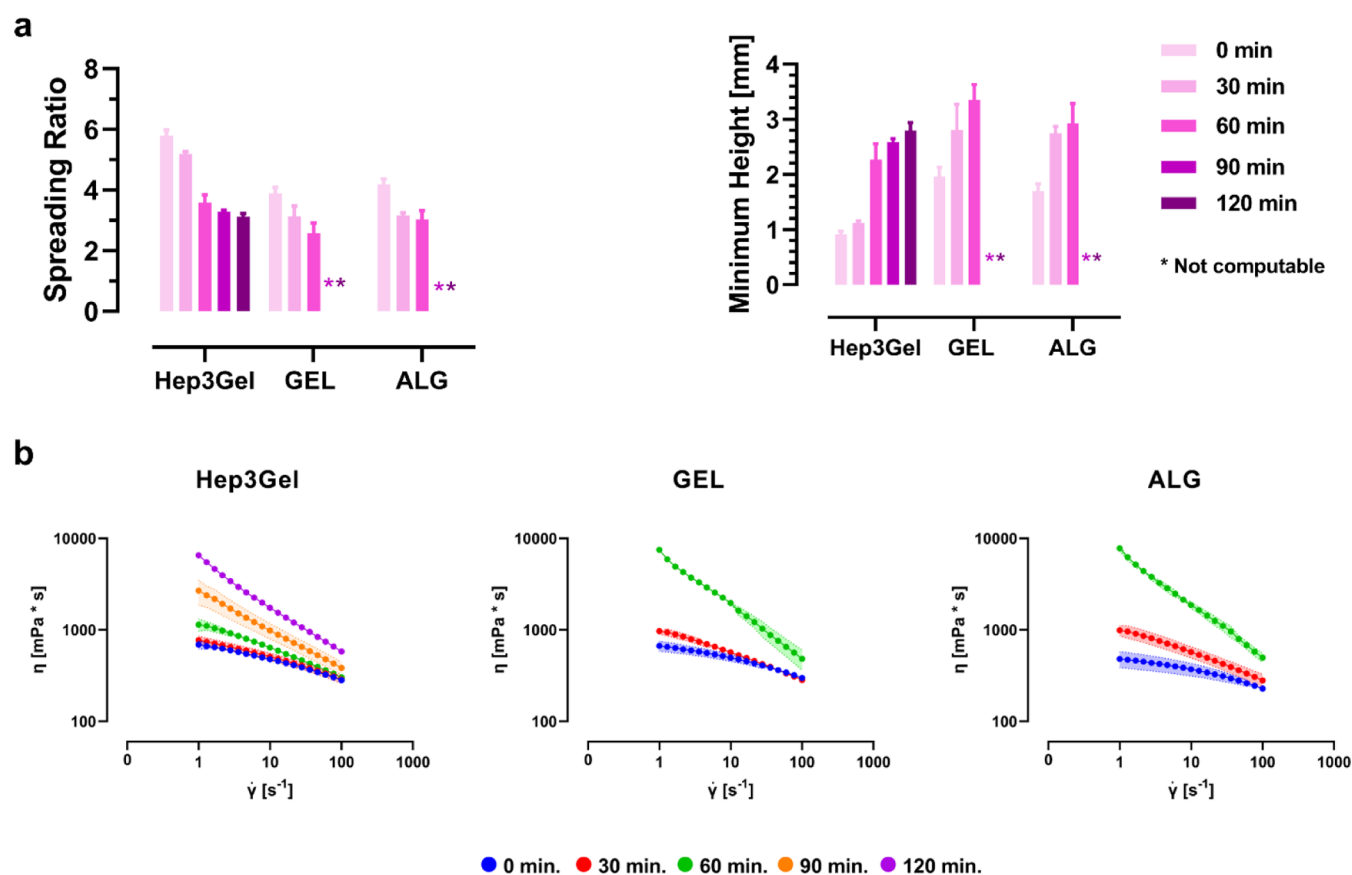 a
Spreading Ratio
8
6
4
2
0
Hep3Gel GEL ALG
**
**
Minimum Height [mm]
4
3
2
1
0
Hep3Gel GEL ALG
**
**
0 min
30 min
60 min
90 min
120 min
* Not computable
b
Hep3Gel
η [mPa * s]
10000
1000
100
0 1 10 100 1000
γ̇ [s⁻¹]
GEL
η [mPa * s]
10000
1000
100
0 1 10 100 1000
γ̇ [s⁻¹]
ALG
η [mPa * s]
10000
1000
100
0 1 10 100 1000
γ̇ [s⁻¹]
0 min. 30 min. 60 min. 90 min. 120 min.